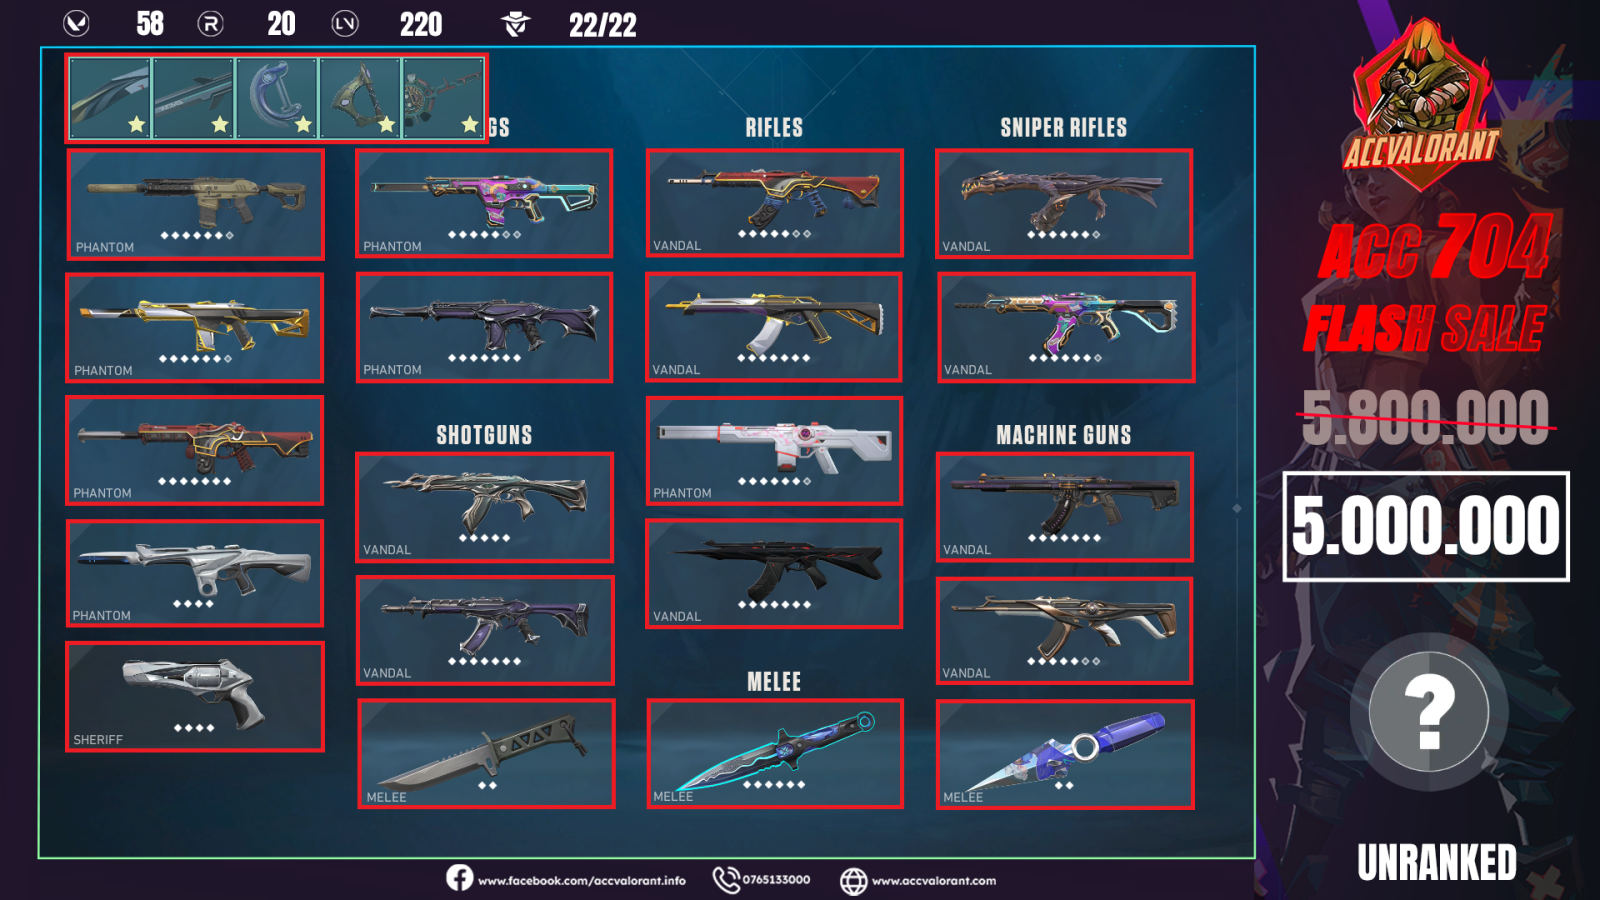 58 R 20 LV 220 22/22
GS
RIFLES
SNIPER RIFLES
PHANTOM
PHANTOM
VANDAL
VANDAL
PHANTOM
PHANTOM
VANDAL
VANDAL
SHOTGUNS
MACHINE GUNS
PHANTOM
VANDAL
PHANTOM
VANDAL
PHANTOM
VANDAL
VANDAL
VANDAL
MELEE
SHERIFF
MELEE
MELEE
MELEE
ACCVALORANT
ACC 704
FLASH SALE
5.800.000
5.000.000
?
UNRANKED
www.facebook.com/accvalorant.info
0765133000
www.accvalorant.com